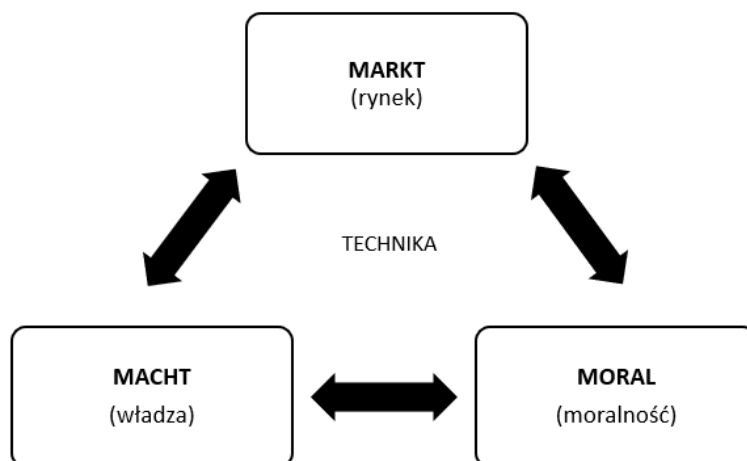 MARKT
(rynek)
TECHNIKA
MACHT
(władza)
MORAL
(moralność)